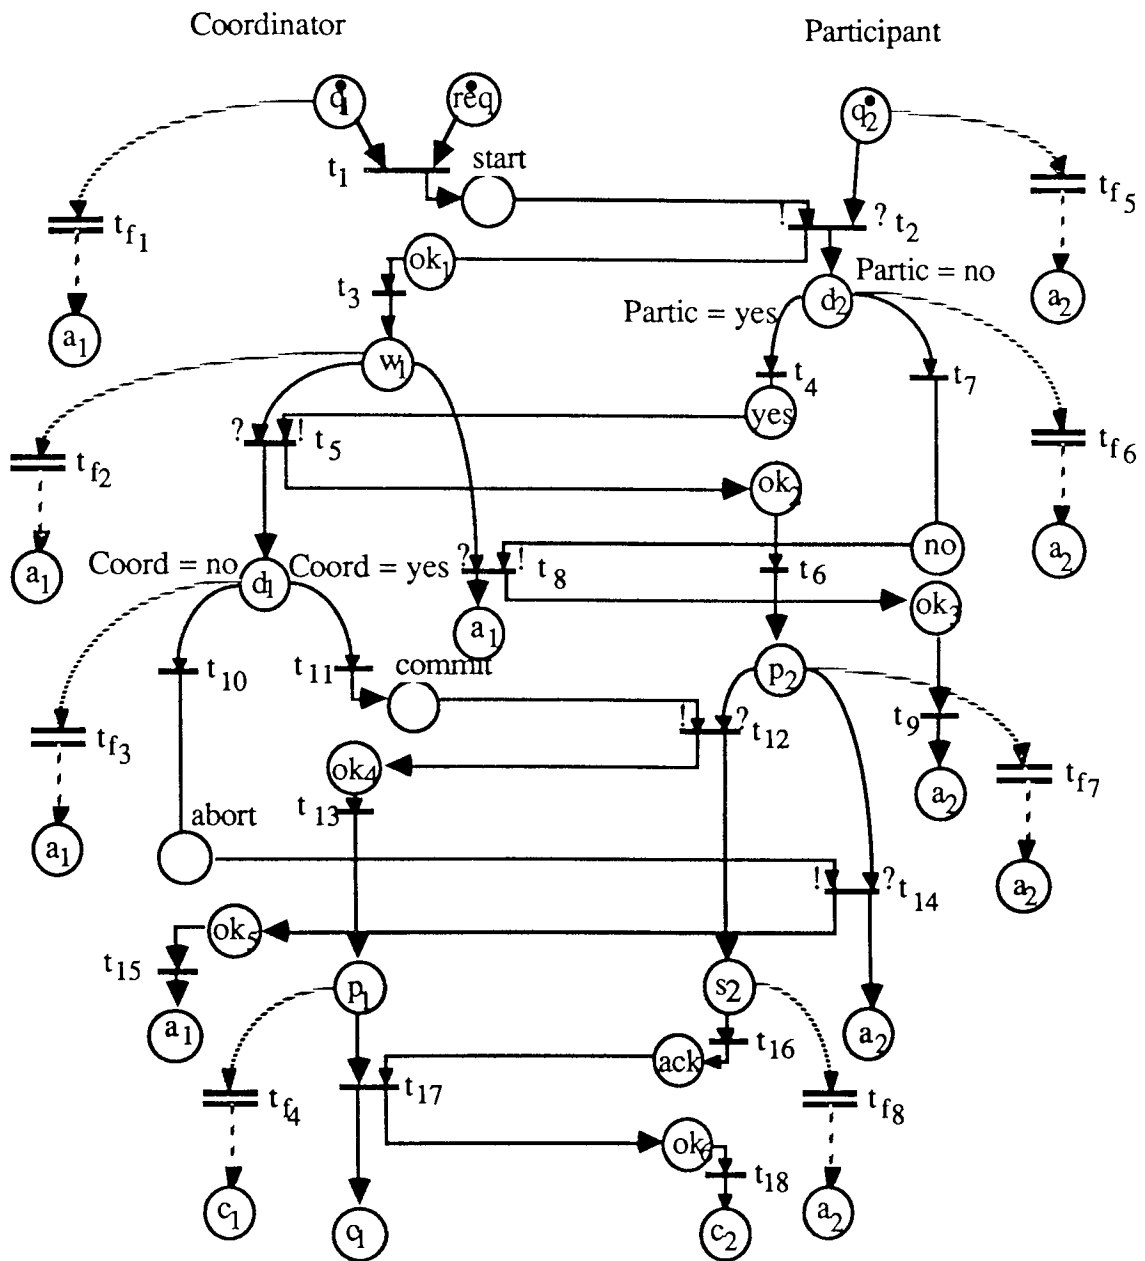 Coordinator
Participant
q1
req
q2
t1
start
tf1
! ? t2
tf5
ok1
t3
Partic = no
Partic = yes
d2
a2
a1
w1
t4
t7
? ! t5
yes
tf2
tf6
ok2
no
a1
Coord = no
d1
Coord = yes
? ! t8
t6
a2
ok3
a1
t10
t11
commit
p2
tf3
! ? t12
t9
ok4
tf7
t13
a2
abort
a1
! ? t14
a2
ok5
t15
p1
s2
a1
a2
t16
ack
tf4
t17
tf8
ok6
t18
c1
c1
c2
a2